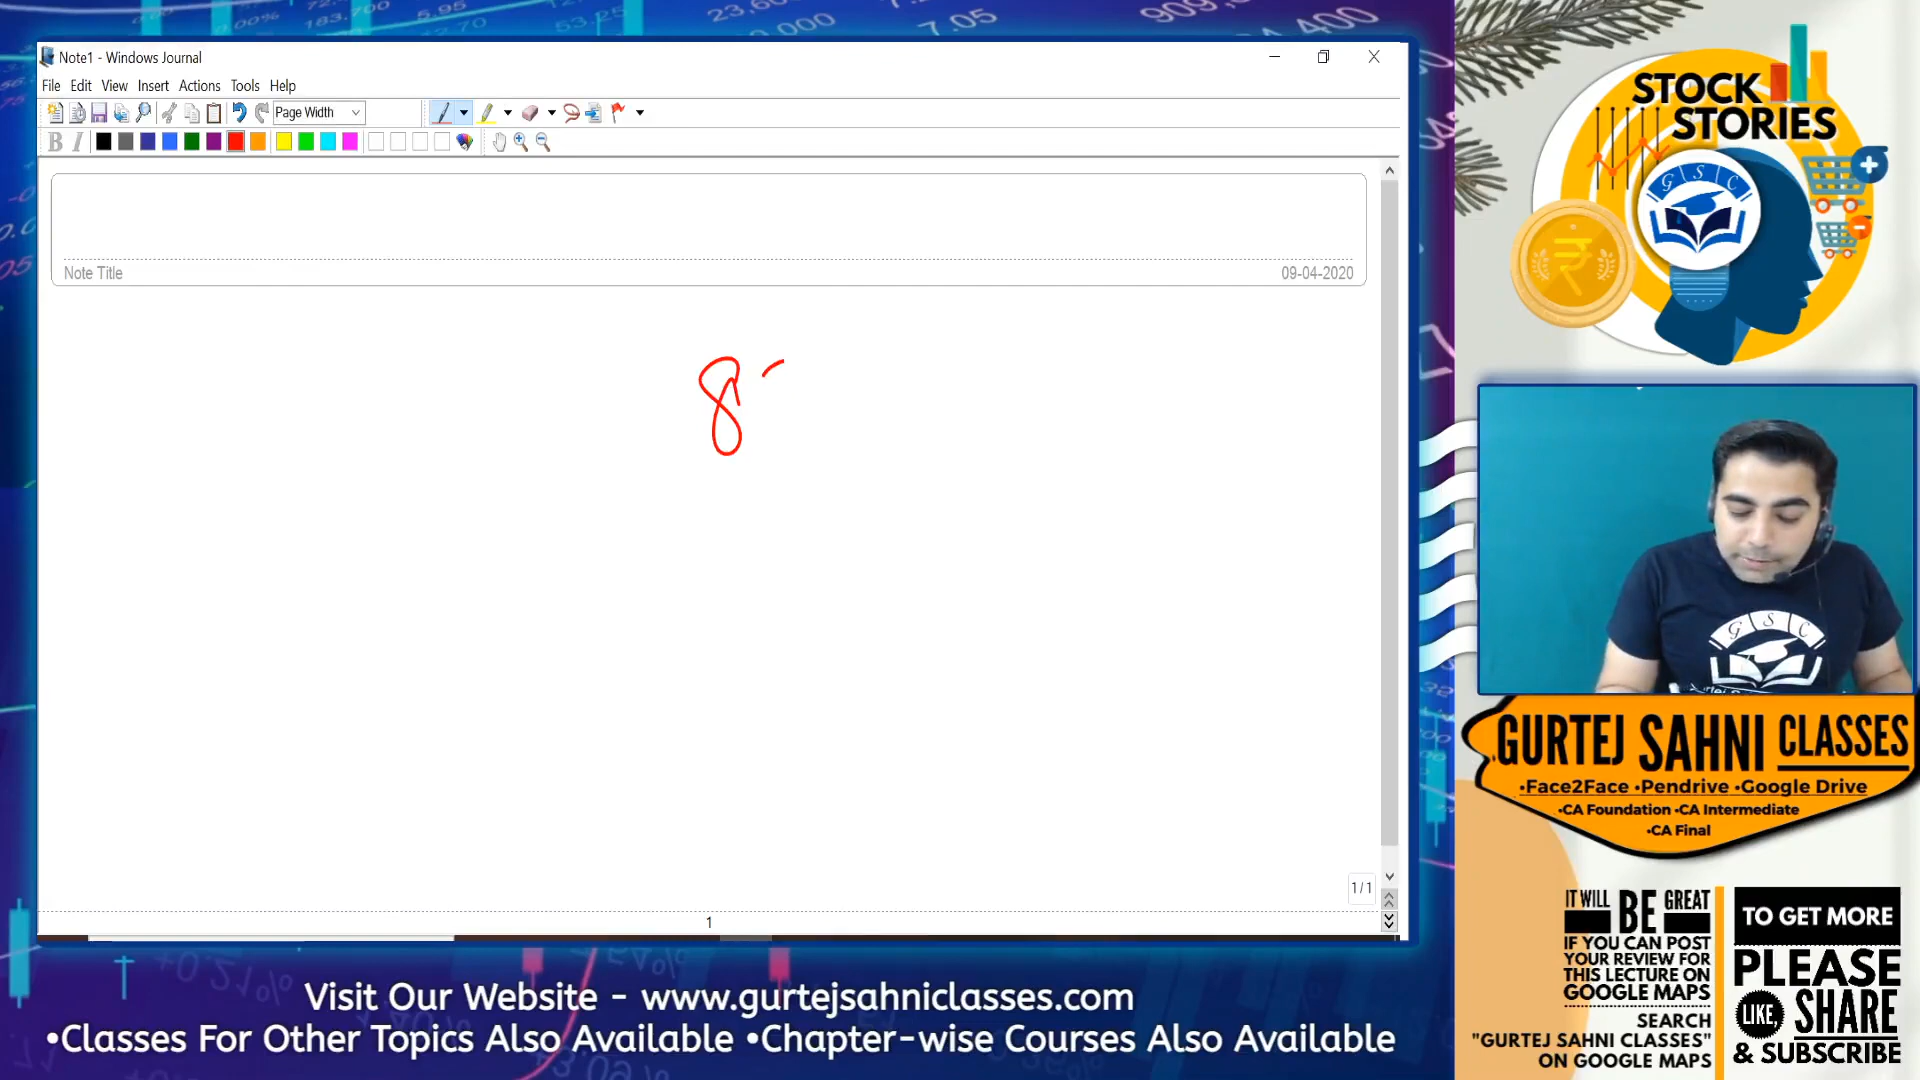 Note1 - Windows Journal
File Edit View Insert Actions Tools Help
Page Width
B I
Note Title
09-04-2020
8
1 / 1
1
STOCK
STORIES
G S C
G S C
GURTEJ SAHNI CLASSES
•Face2Face •Pendrive •Google Drive
•CA Foundation •CA Intermediate
•CA Final
IT WILL BE GREAT
IF YOU CAN POST
YOUR REVIEW FOR
THIS LECTURE ON
GOOGLE MAPS
SEARCH
"GURTEJ SAHNI CLASSES"
ON GOOGLE MAPS
TO GET MORE
PLEASE
LIKE, SHARE
& SUBSCRIBE
Visit Our Website - www.gurtejsahniclasses.com
•Classes For Other Topics Also Available •Chapter-wise Courses Also Available